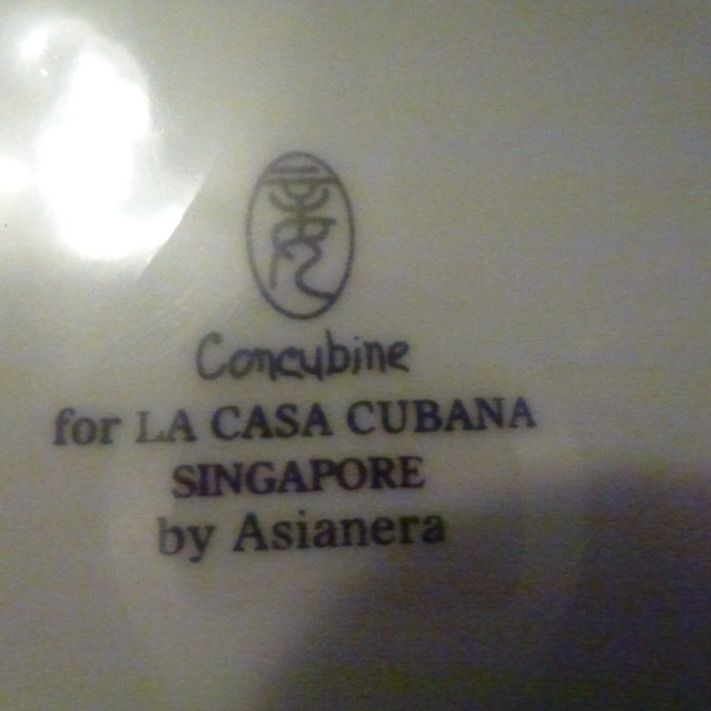 Concubine
for LA CASA CUBANA
SINGAPORE
by Asianera